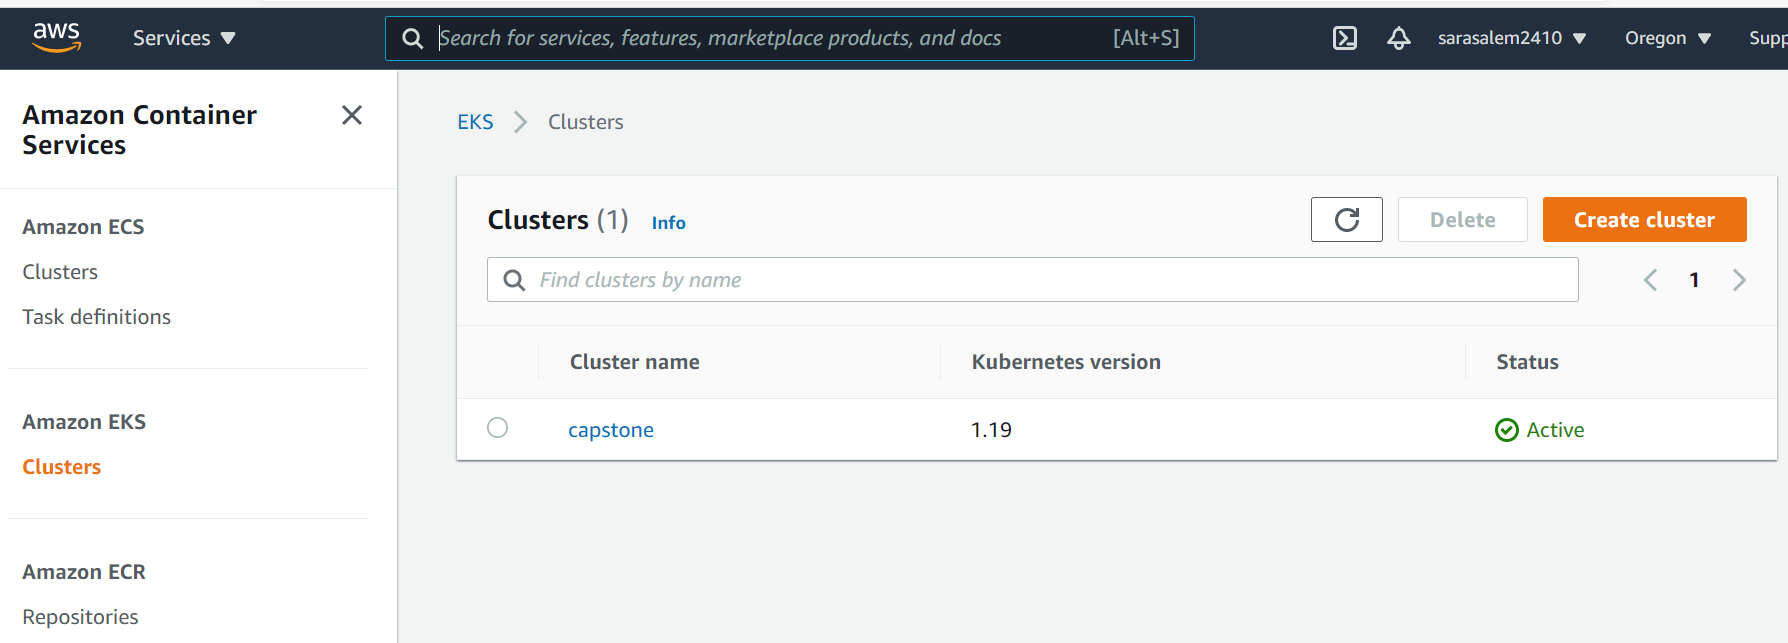 aws Services Search for services, features, marketplace products, and docs [Alt+S] sarasalem2410 Oregon Supp
Amazon Container
Services
Amazon ECS
Clusters
Task definitions
Amazon EKS
Clusters
Amazon ECR
Repositories
EKS Clusters
Clusters (1) Info Delete Create cluster
Find clusters by name 1
Cluster name Kubernetes version Status
capstone 1.19 Active